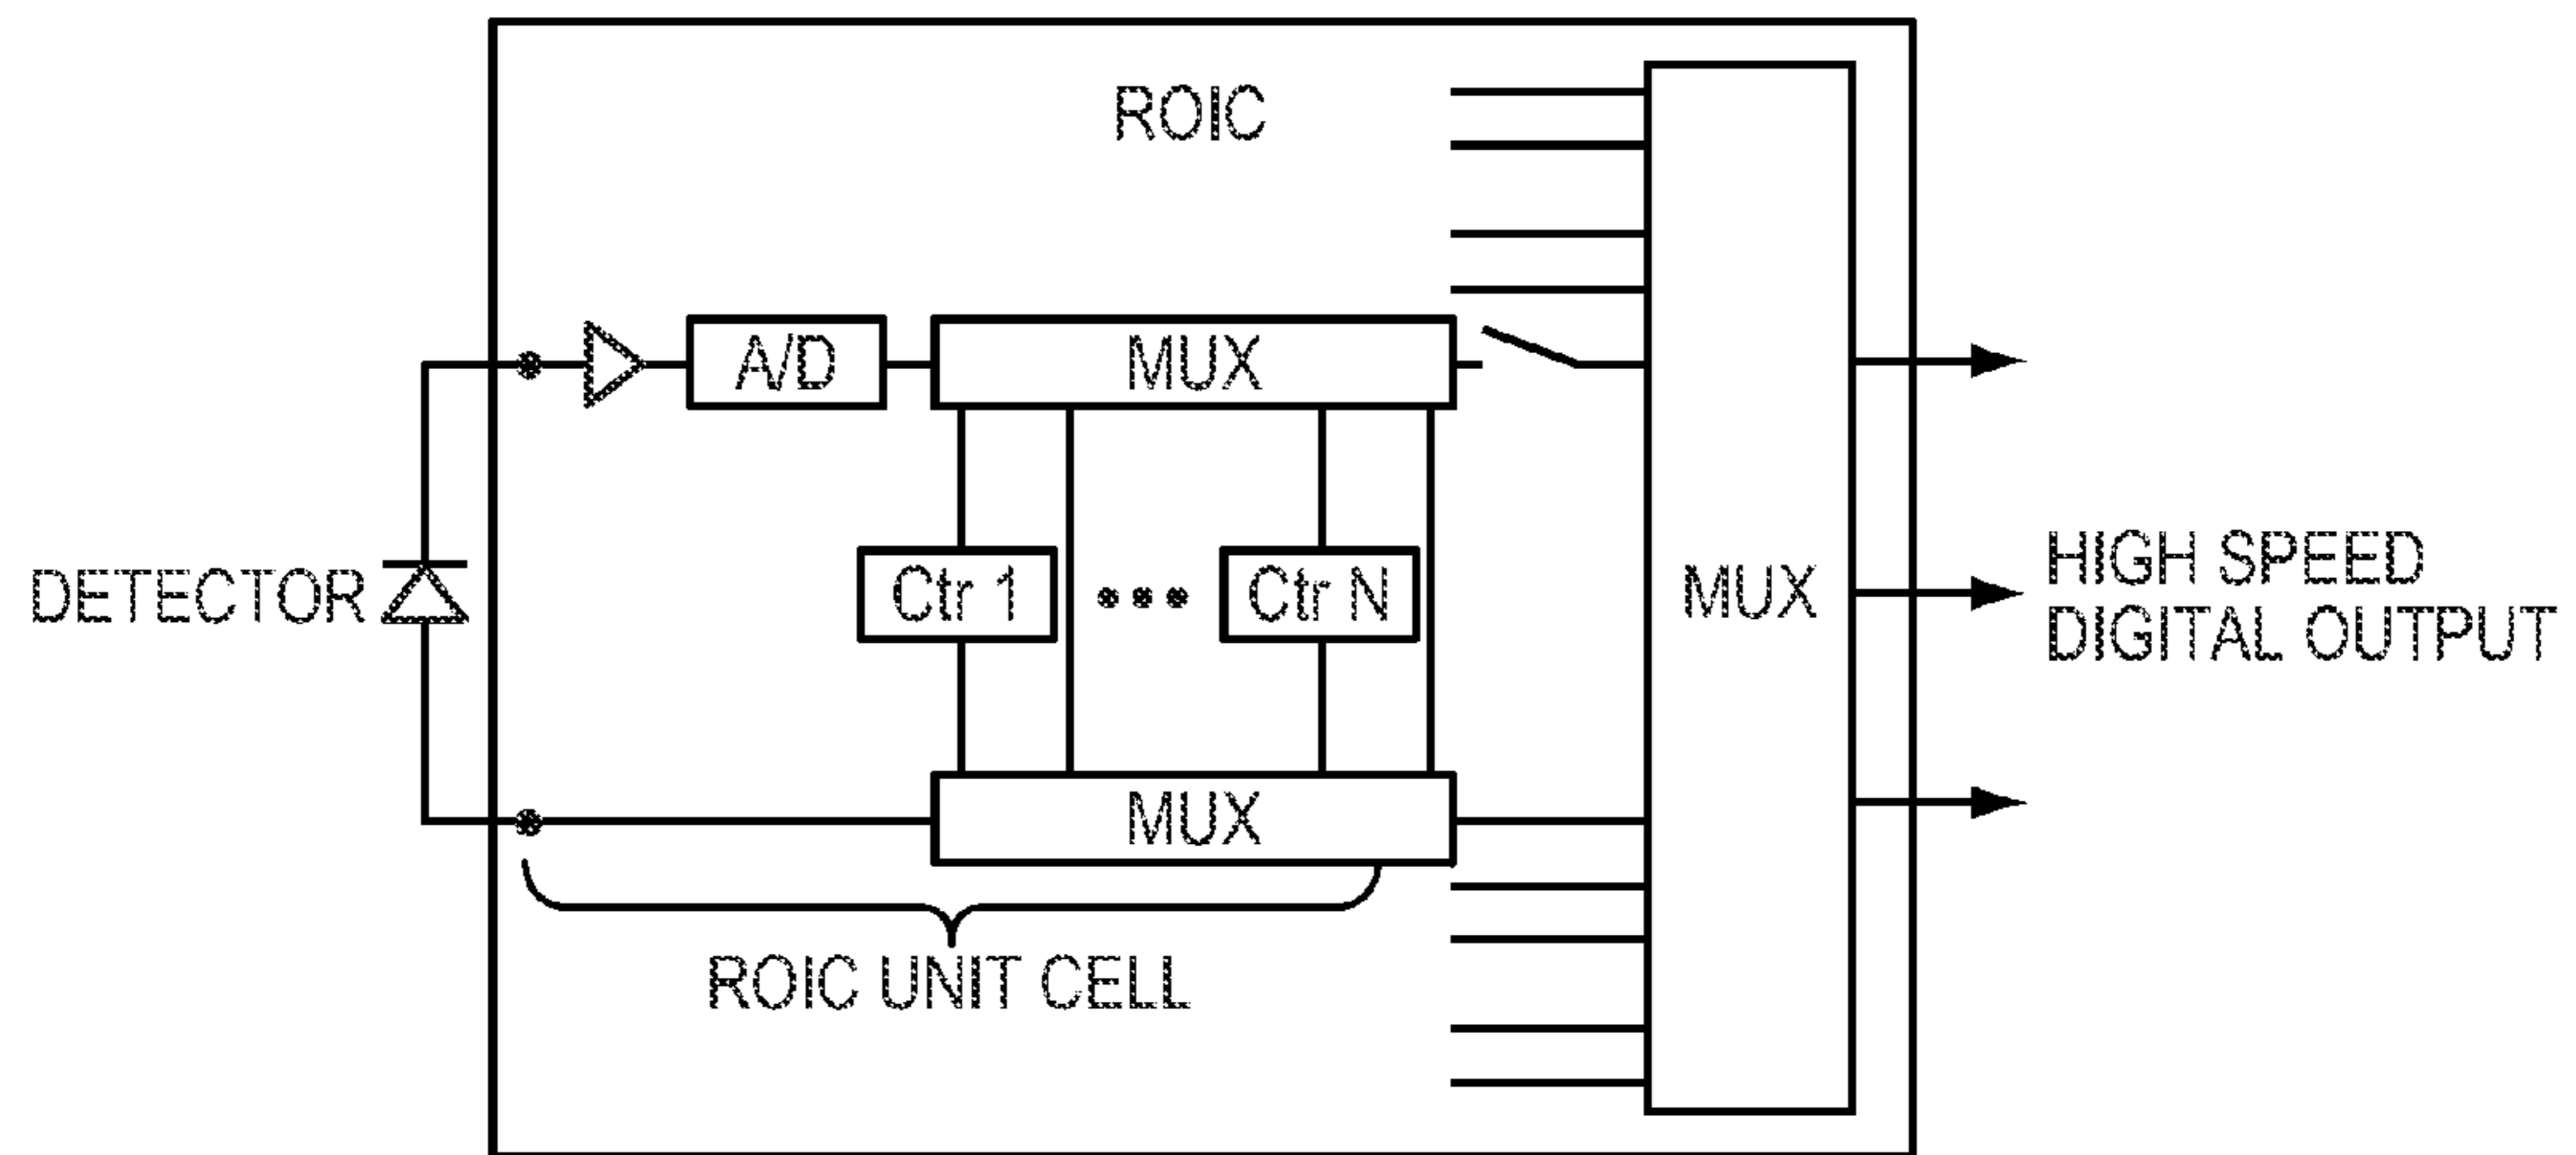 ROIC
A/D
MUX
DETECTOR
Ctr 1
Ctr N
MUX
HIGH SPEED
DIGITAL OUTPUT
MUX
ROIC UNIT CELL